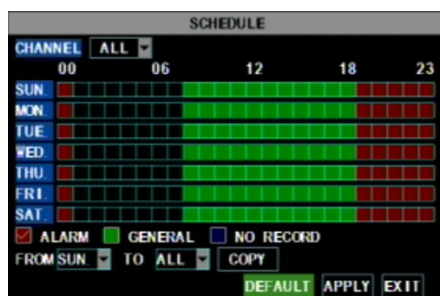 SCHEDULE
CHANNEL ALL
00 06 12 18 23
SUN.
MON.
TUE.
WED.
THU.
FRI.
SAT.
ALARM GENERAL NO RECORD
FROM SUN. TO ALL COPY
DEFAULT APPLY EXIT